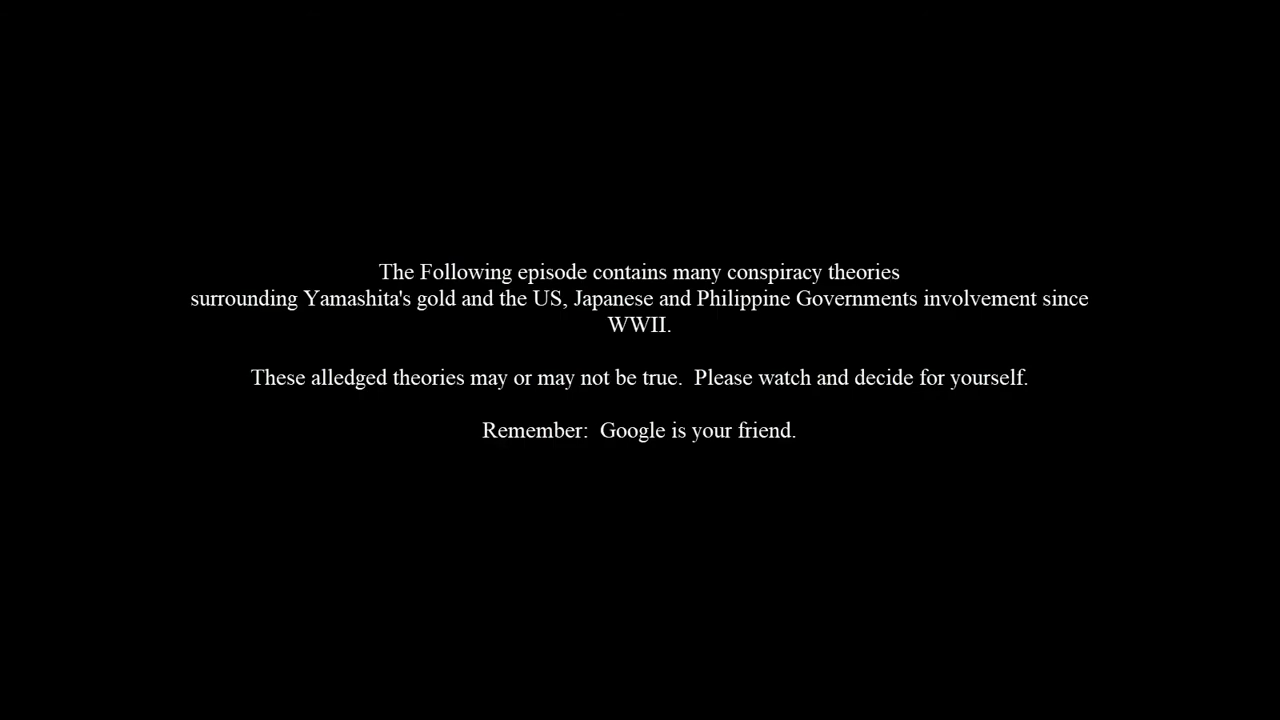 The Following episode contains many conspiracy theories
surrounding Yamashita's gold and the US, Japanese and Philippine Governments involvement since
WWII.
These alledged theories may or may not be true.  Please watch and decide for yourself.
Remember:  Google is your friend.